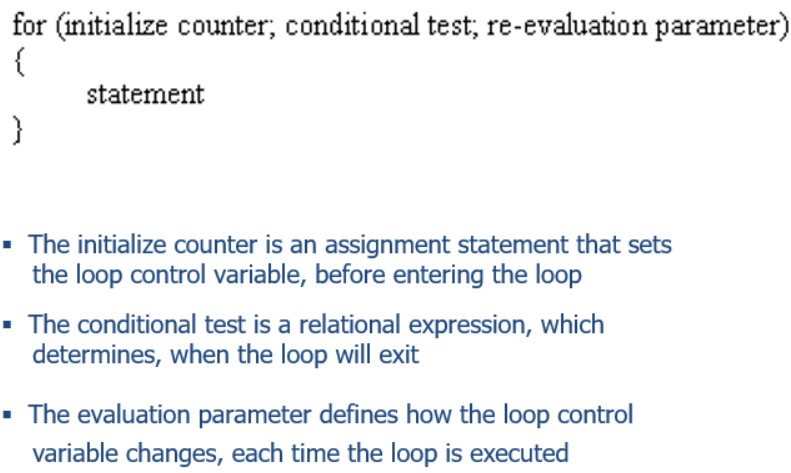 for (initialize counter; conditional test; re-evaluation parameter)
{
statement
}
▪ The initialize counter is an assignment statement that sets
the loop control variable, before entering the loop
▪ The conditional test is a relational expression, which
determines, when the loop will exit
▪ The evaluation parameter defines how the loop control
variable changes, each time the loop is executed